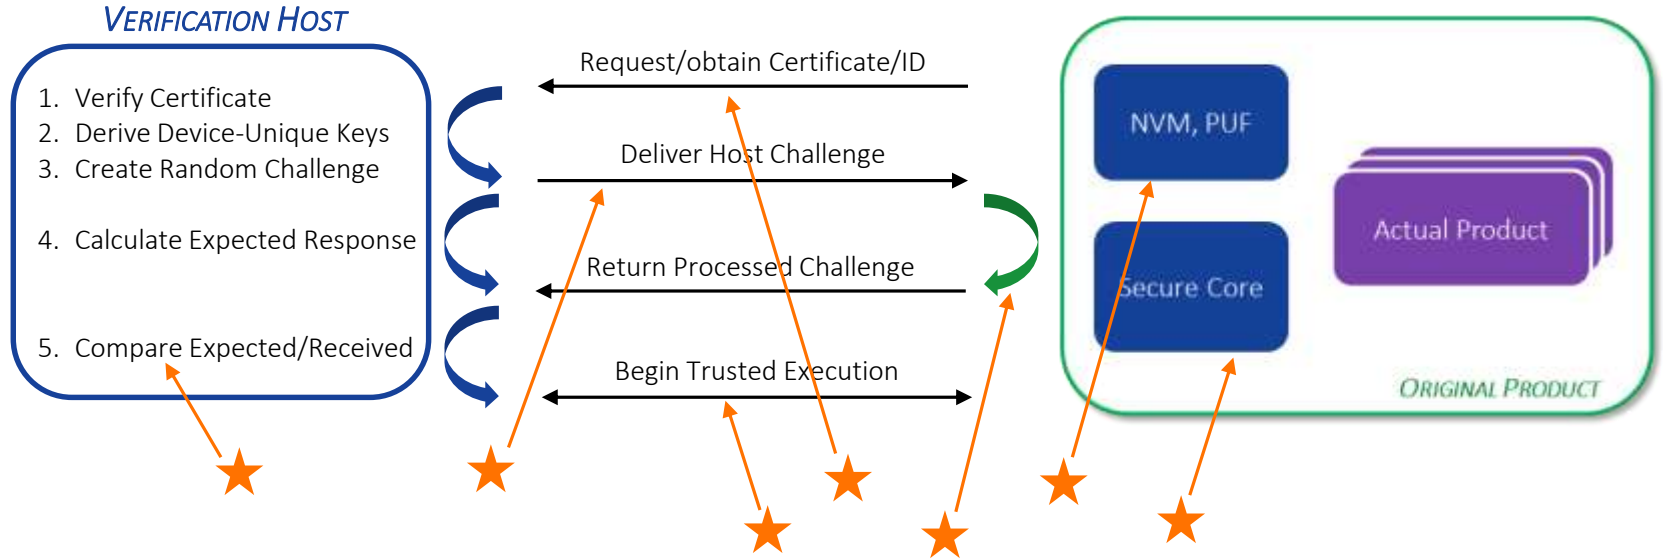 VERIFICATION HOST
1. Verify Certificate
2. Derive Device-Unique Keys
3. Create Random Challenge
4. Calculate Expected Response
5. Compare Expected/Received
Request/obtain Certificate/ID
Deliver Host Challenge
Return Processed Challenge
Begin Trusted Execution
NVM, PUF
Secure Core
Actual Product
ORIGINAL PRODUCT